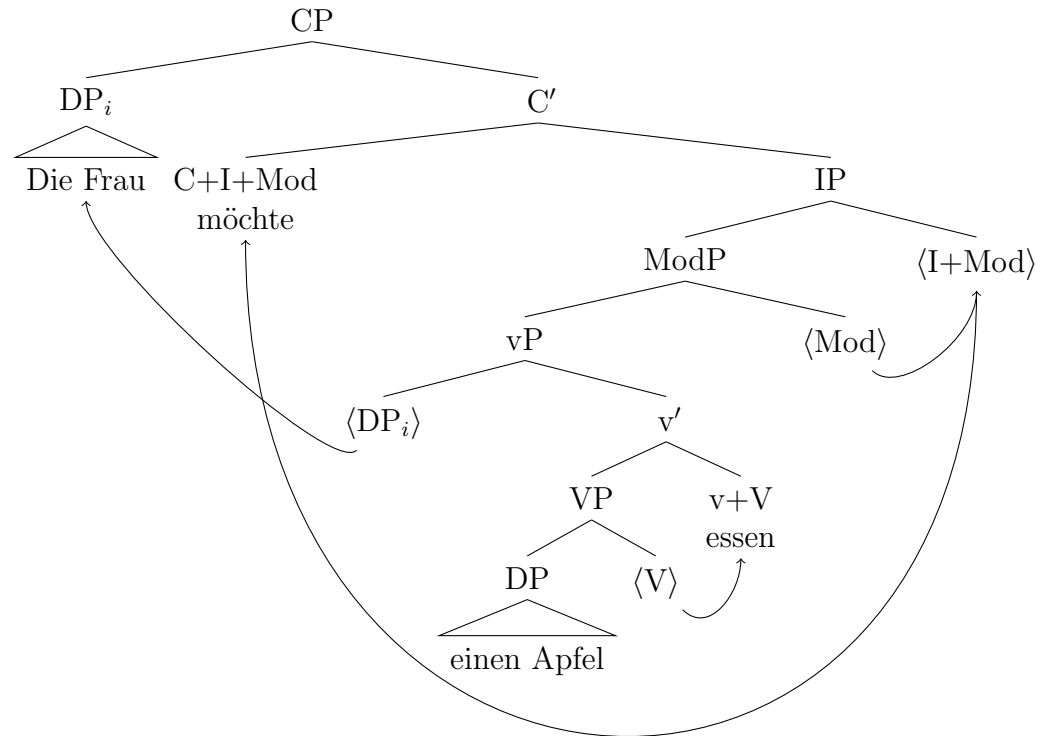 CP
DPᵢ C′
Die Frau C+I+Mod IP
möchte
ModP ⟨I+Mod⟩
vP ⟨Mod⟩
⟨DPᵢ⟩ v′
VP v+V
essen
DP ⟨V⟩
einen Apfel